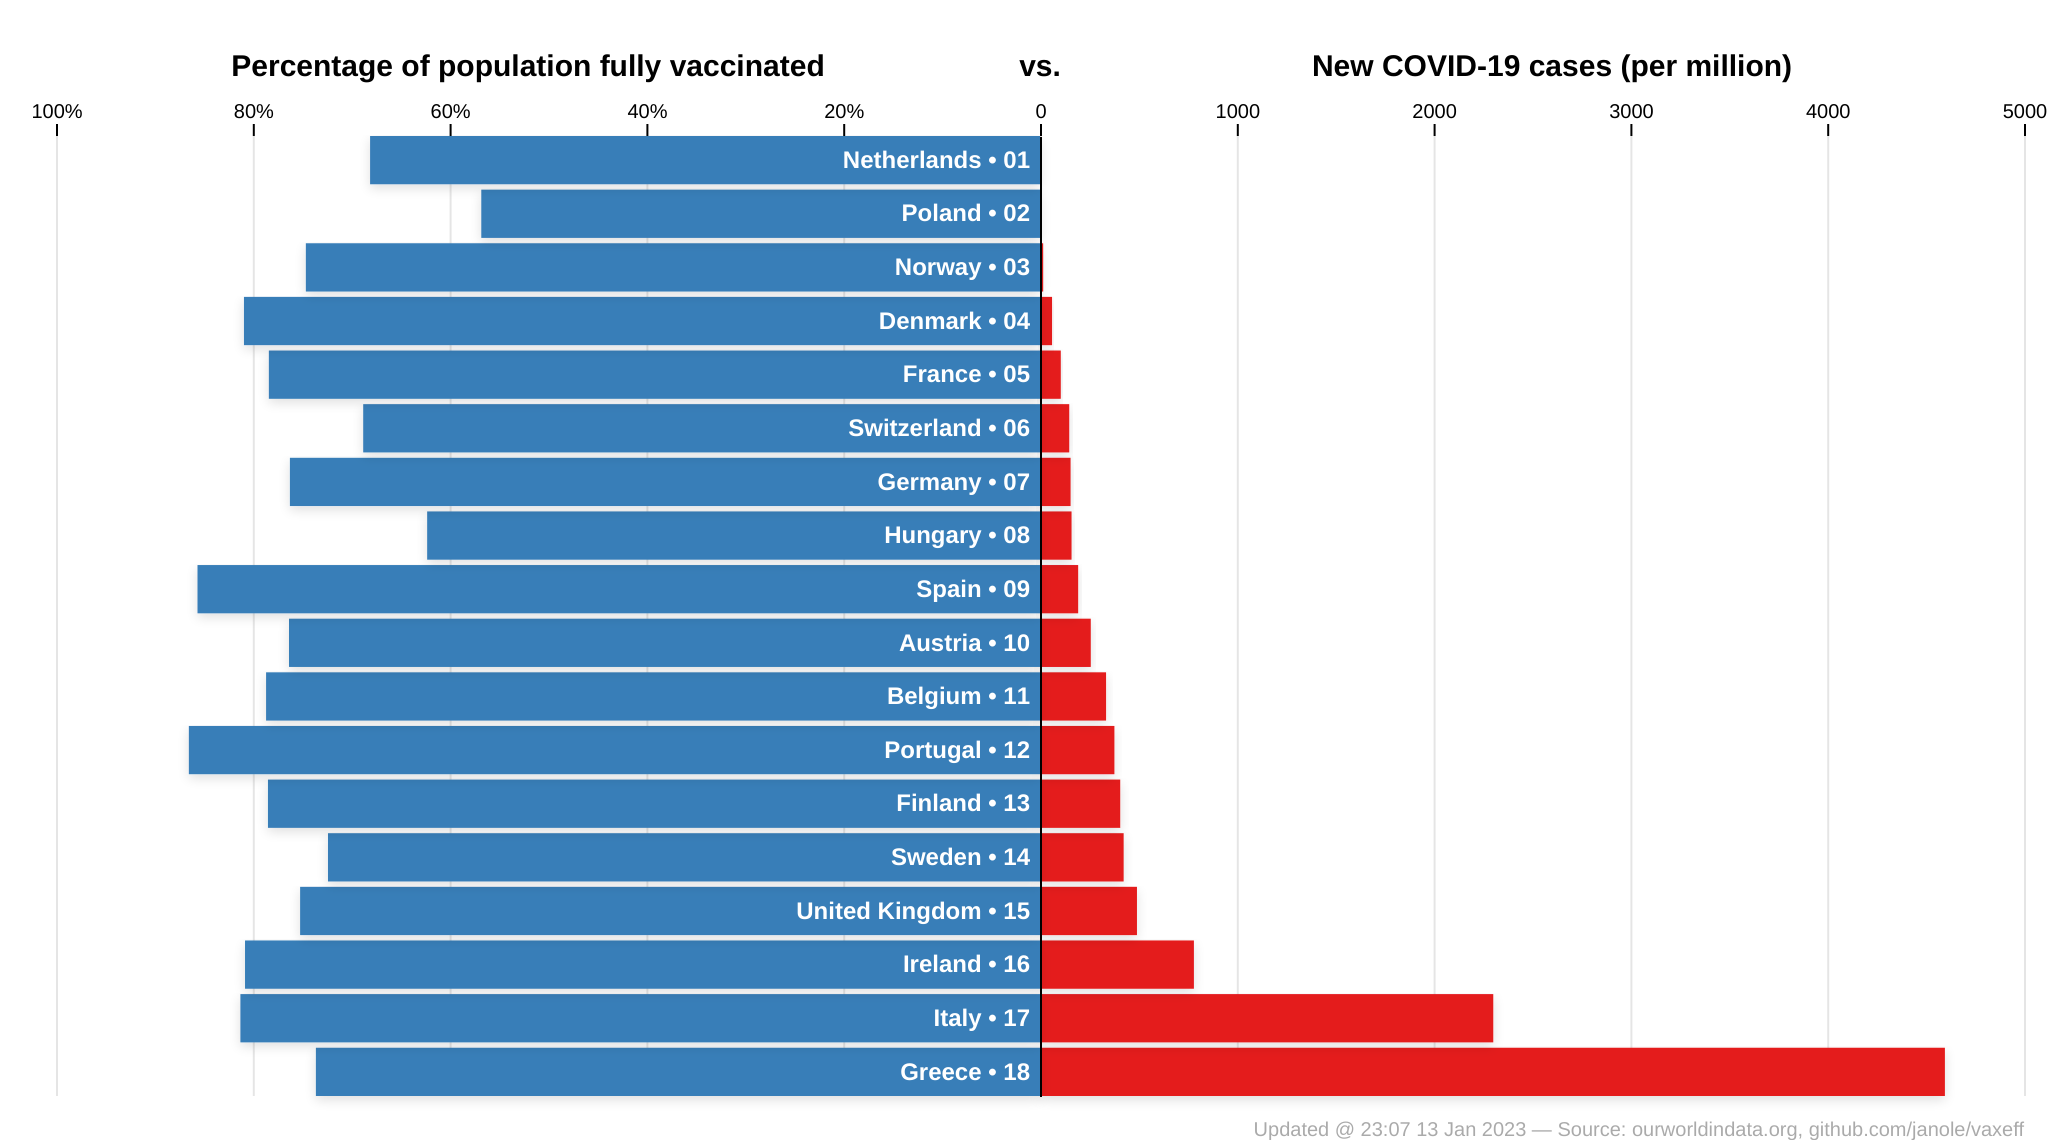 Percentage of population fully vaccinated vs. New COVID-19 cases (per million)
100% 80% 60% 40% 20% 0 1000 2000 3000 4000 5000
Netherlands • 01
Poland • 02
Norway • 03
Denmark • 04
France • 05
Switzerland • 06
Germany • 07
Hungary • 08
Spain • 09
Austria • 10
Belgium • 11
Portugal • 12
Finland • 13
Sweden • 14
United Kingdom • 15
Ireland • 16
Italy • 17
Greece • 18
Updated @ 23:07 13 Jan 2023 — Source: ourworldindata.org, github.com/janole/vaxeff